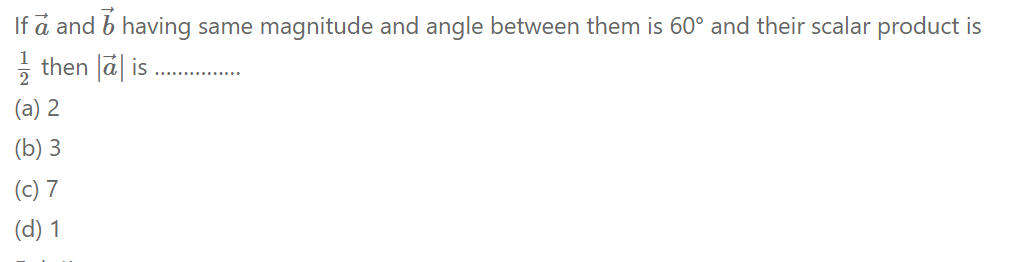 If $\vec{a}$ and $\vec{b}$ having same magnitude and angle between them is 60° and their scalar product is
$\frac{1}{2}$ then $|\vec{a}|$ is ...............
(a) 2
(b) 3
(c) 7
(d) 1